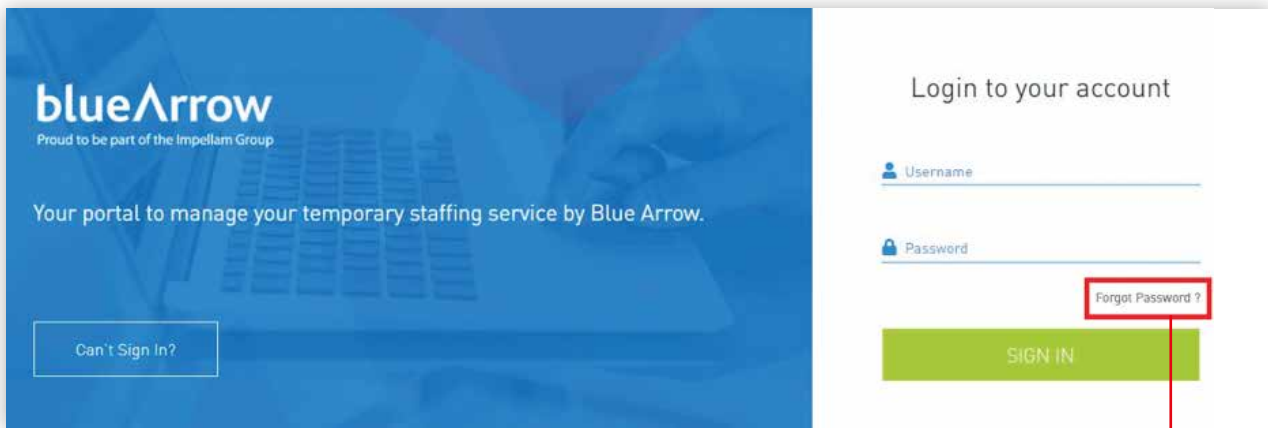 blueArrow
Proud to be part of the Impellam Group
Your portal to manage your temporary staffing service by Blue Arrow.
Can't Sign In?
Login to your account
Username
Password
Forgot Password ?
SIGN IN